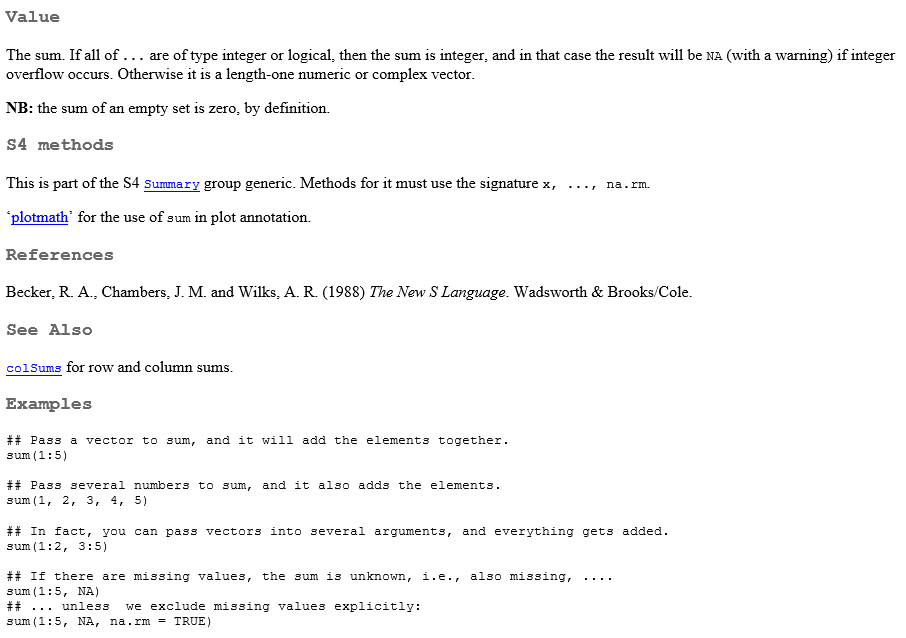 Value
The sum. If all of ... are of type integer or logical, then the sum is integer, and in that case the result will be NA (with a warning) if integer
overflow occurs. Otherwise it is a length-one numeric or complex vector.
NB: the sum of an empty set is zero, by definition.
S4 methods
This is part of the S4 Summary group generic. Methods for it must use the signature x, ..., na.rm.
‘plotmath’ for the use of sum in plot annotation.
References
Becker, R. A., Chambers, J. M. and Wilks, A. R. (1988) The New S Language. Wadsworth & Brooks/Cole.
See Also
colSums for row and column sums.
Examples
## Pass a vector to sum, and it will add the elements together.
sum(1:5)
## Pass several numbers to sum, and it also adds the elements.
sum(1, 2, 3, 4, 5)
## In fact, you can pass vectors into several arguments, and everything gets added.
sum(1:2, 3:5)
## If there are missing values, the sum is unknown, i.e., also missing, ....
sum(1:5, NA)
## ... unless  we exclude missing values explicitly:
sum(1:5, NA, na.rm = TRUE)